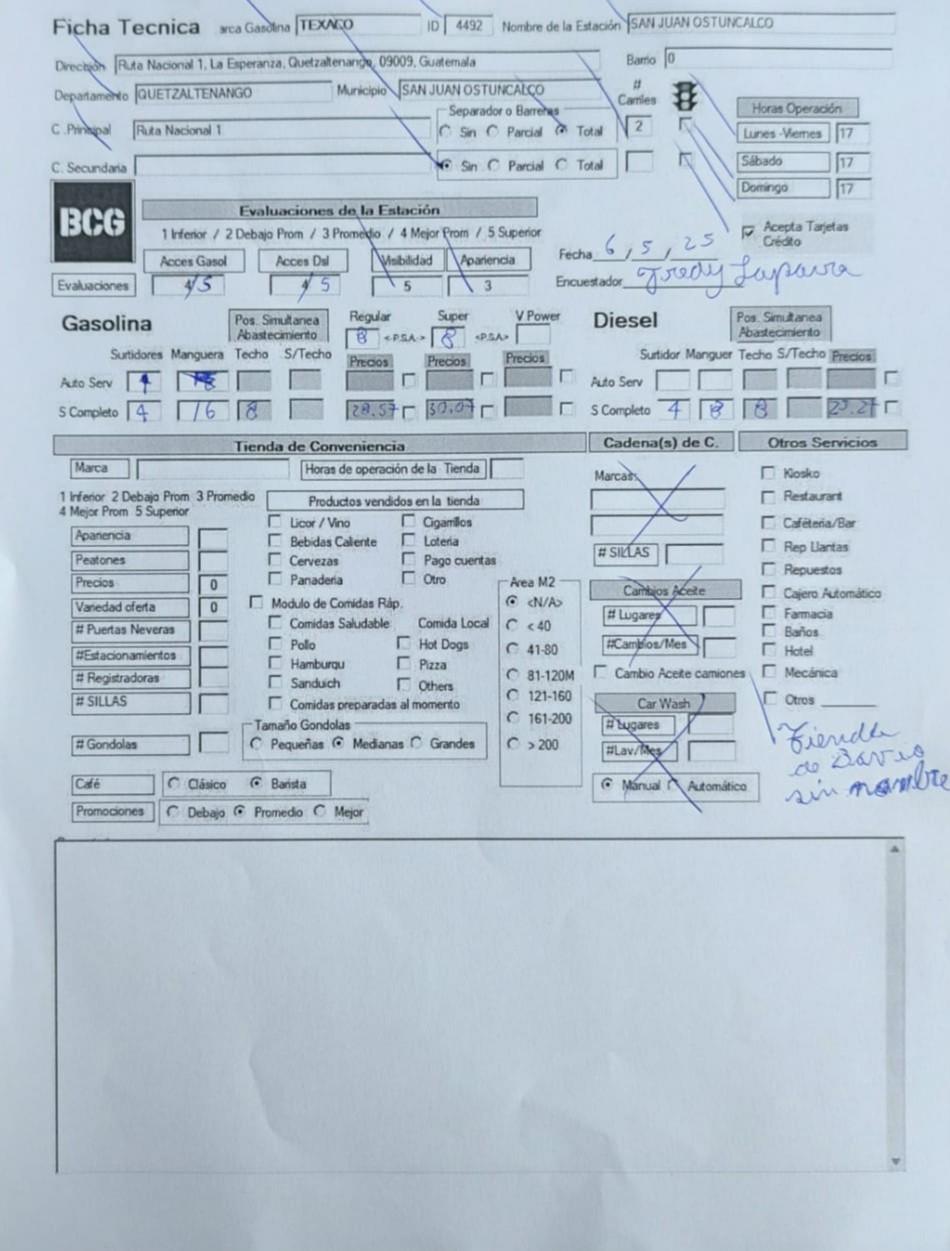 Ficha Tecnica arca Gasolina TEXACO ID 4492 Nombre de la Estación SAN JUAN OSTUNCALCO
Dirección Ruta Nacional 1, La Esperanza, Quetzaltenango, 09009, Guatemala Barrio 0
Departamento QUETZALTENANGO Municipio SAN JUAN OSTUNCALCO # Carriles
Separador o Barreras Horas Operación
C. Principal Ruta Nacional 1 Sin Parcial Total 2 Lunes -Viernes 17
C. Secundaria Sin Parcial Total Sábado 17
Domingo 17
BCG Evaluaciones de la Estación
1 Inferior / 2 Debajo Prom / 3 Promedio / 4 Mejor Prom / 5 Superior Acepta Tarjetas Crédito
Acces Gasol Acces Dsl Visibilidad Apariencia Fecha 6 / 5 / 25
Evaluaciones 4/5 4/5 5 3 Encuestador Fredy
Gasolina Pos. Simultanea Abastecimiento Regular Super V Power Diesel Pos. Simultanea Abastecimiento
8 <-P.S.A.-> 8 <-P.S.A.->
Surtidores Manguera Techo S/Techo Precios Precios Precios Surtidor Manguer Techo S/Techo Precios
Auto Serv Auto Serv
S Completo 4 16 8 28.57 30.07 S Completo 4 8 8
Tienda de Conveniencia Cadena(s) de C. Otros Servicios
Marca Horas de operación de la Tienda Marcas: Kiosko
1 Inferior 2 Debajo Prom 3 Promedio Productos vendidos en la tienda Restaurant
4 Mejor Prom 5 Superior
Licor / Vino Cigarrillos Cafeteria/Bar
Apariencia Bebidas Caliente Loteria # SILLAS Rep Llantas
Peatones Cervezas Pago cuentas Repuestos
Precios 0 Panaderia Otro Area M2 Cambios Aceite Cajero Automático
Variedad oferta 0 Modulo de Comidas Ráp. <N/A> # Lugares Farmacia
# Puertas Neveras Comidas Saludable Comida Local < 40 Baños
#Estacionamientos Pollo Hot Dogs 41-80 #Cambios/Mes Hotel
# Registradoras Hamburqu Pizza 81-120M Cambio Aceite camiones Mecánica
# SILLAS Sanduich Others 121-160 Car Wash Otros
Comidas preparadas al momento 161-200 # Lugares
# Gondolas Tamaño Gondolas Pequeñas Medianas Grandes > 200 #Lav/Mes
Tienda
de Barrio
sin nombre
Café Clásico Barista Manual Automático
Promociones Debajo Promedio Mejor